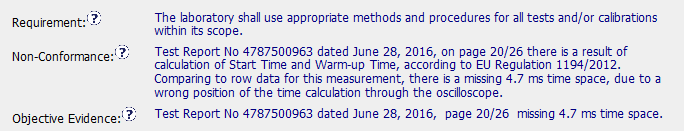 Requirement:? The laboratory shall use appropriate methods and procedures for all tests and/or calibrations
within its scope.
Non-Conformance:? Test Report No 4787500963 dated June 28, 2016, on page 20/26 there is a result of
calculation of Start Time and Warm-up Time, according to EU Regulation 1194/2012.
Comparing to row data for this measurement, there is a missing 4.7 ms time space, due to a
wrong position of the time calculation through the oscilloscope.
Objective Evidence:? Test Report No 4787500963 dated June 28, 2016, page 20/26 missing 4.7 ms time space.